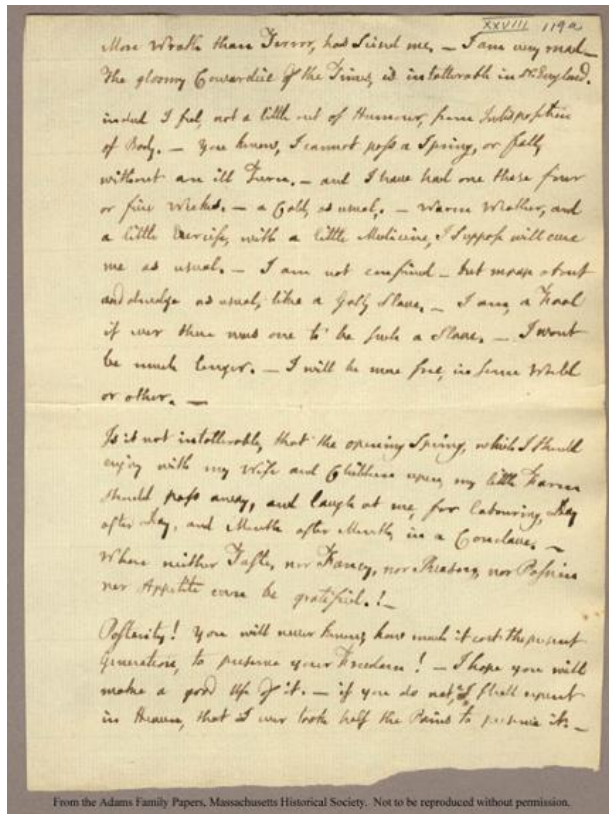 XXVIII 119a
More Wrath than Terror, has seized me. — I am very mad —
The gloomy Cowardice of the Times, is intollerable in N. England.
indeed I feel, not a little out of Humour, from Indisposition
of Body. — you know, I cannot pass a Spring, or fall,
without an ill Turn. — and I have had one these four
or five Weeks. — a Cold, as usual. — Warm Weather, and
a little Exercise, with a little Medicine, I suppose will cure
me as usual. — I am not confined — but moap about
and drudge as usual, like a Gally Slave. — I am a Fool
if ever there was one to be such a Slave. — I wont
be much longer. — I will be more free, in some World
or other. —
Is it not intollerable, that the opening Spring, which I should
enjoy with my Wife and Children upon my little Farm
should pass away, and laugh at me, for labouring, Day
after Day, and Month after Month, in a Conclave. —
Where neither Taste, nor Fancy, nor Reason, nor Passion
nor Appetite can be gratified.! —
Posterity! you will never know, how much it cost the present
Generation, to preserve your Freedom! — I hope you will
make a good Use of it. — if you do not, I shall repent
in Heaven, that I ever took half the Pains to preserve it. —
From the Adams Family Papers, Massachusetts Historical Society. Not to be reproduced without permission.